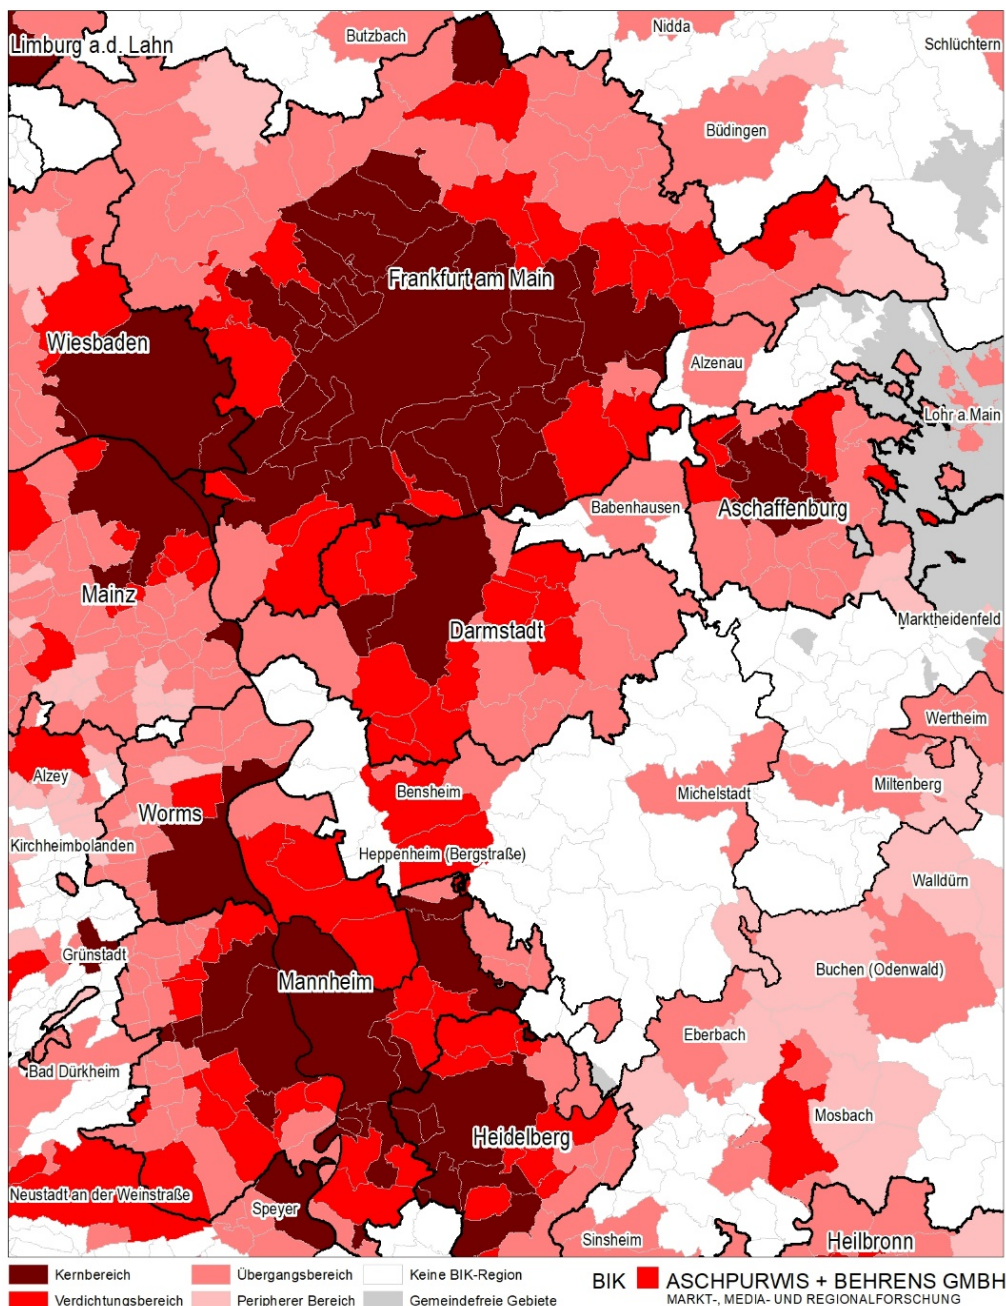 Butzbach
Nidda
Limburg a.d. Lahn
Schlüchtern
Büdingen
Frankfurt am Main
Wiesbaden
Alzenau
Lohr a.Main
Babenhausen
Aschaffenburg
Mainz
Darmstadt
Marktheidenfeld
Wertheim
Alzey
Bensheim
Michelstadt
Miltenberg
Worms
Kirchheimbolanden
Heppenheim (Bergstraße)
Walldürn
Grünstadt
Buchen (Odenwald)
Mannheim
Eberbach
Bad Dürkheim
Mosbach
Heidelberg
Neustadt an der Weinstraße
Speyer
Sinsheim
Heilbronn
Kernbereich
Übergangsbereich
Keine BIK-Region
Verdichtungsbereich
Peripherer Bereich
Gemeindefreie Gebiete
BIK ASCHPURWIS + BEHRENS GMBH
MARKT-, MEDIA- UND REGIONALFORSCHUNG